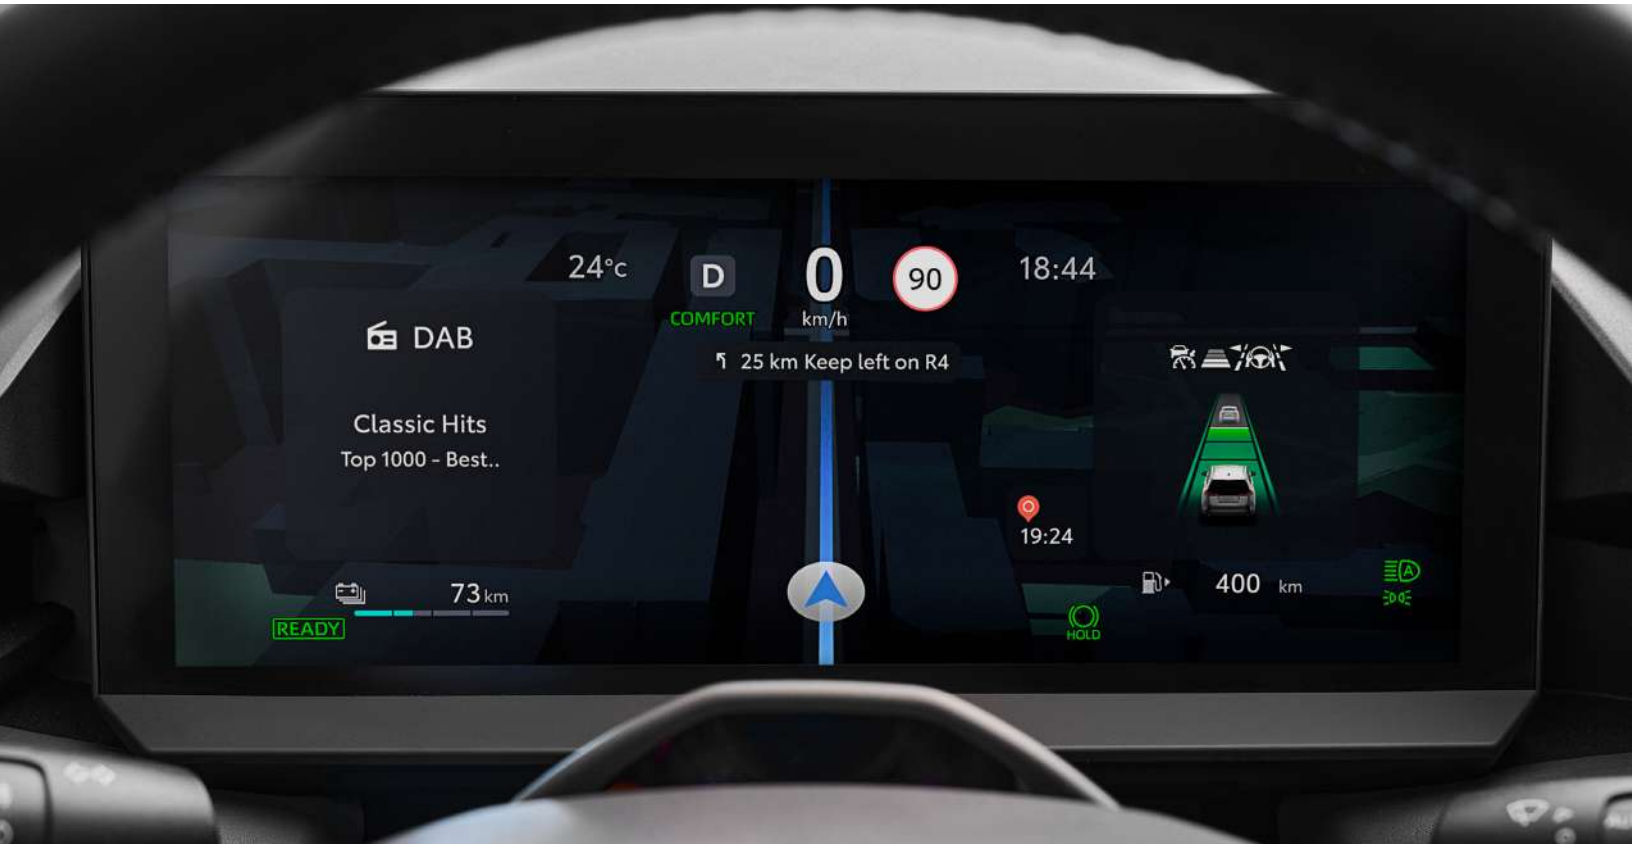 24°C
D
0
90
18:44
COMFORT
km/h
DAB
25 km Keep left on R4
Classic Hits
Top 1000 - Best..
19:24
73 km
400 km
A
READY
HOLD